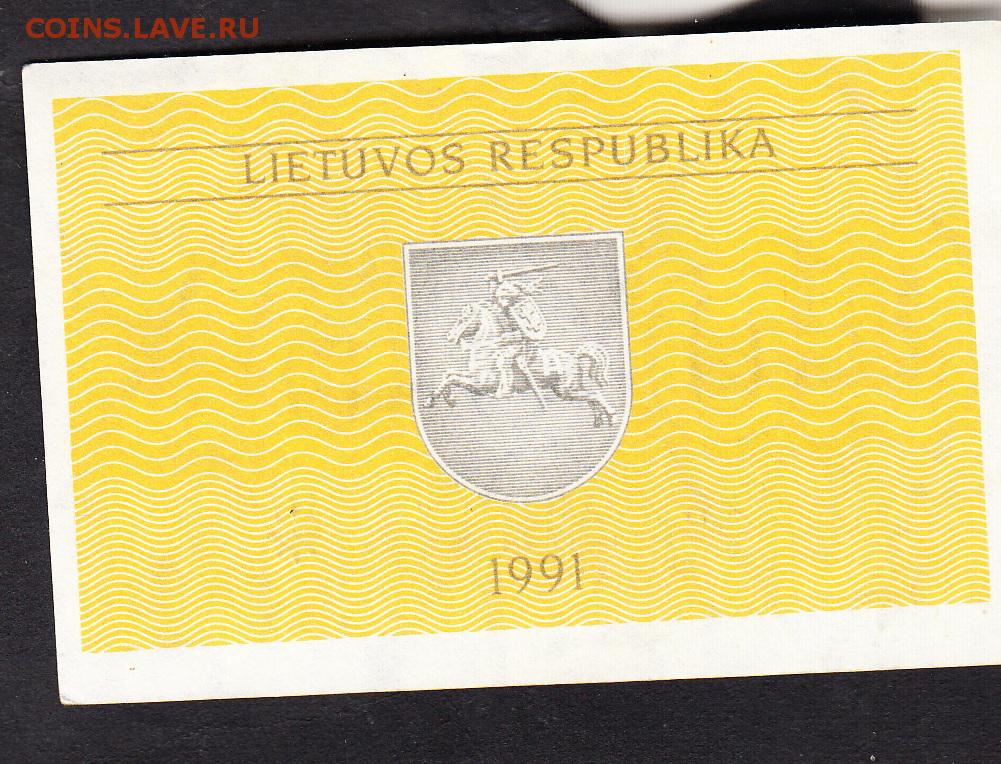 COINS.LAVE.RU
LIETUVOS RESPUBLIKA
1991